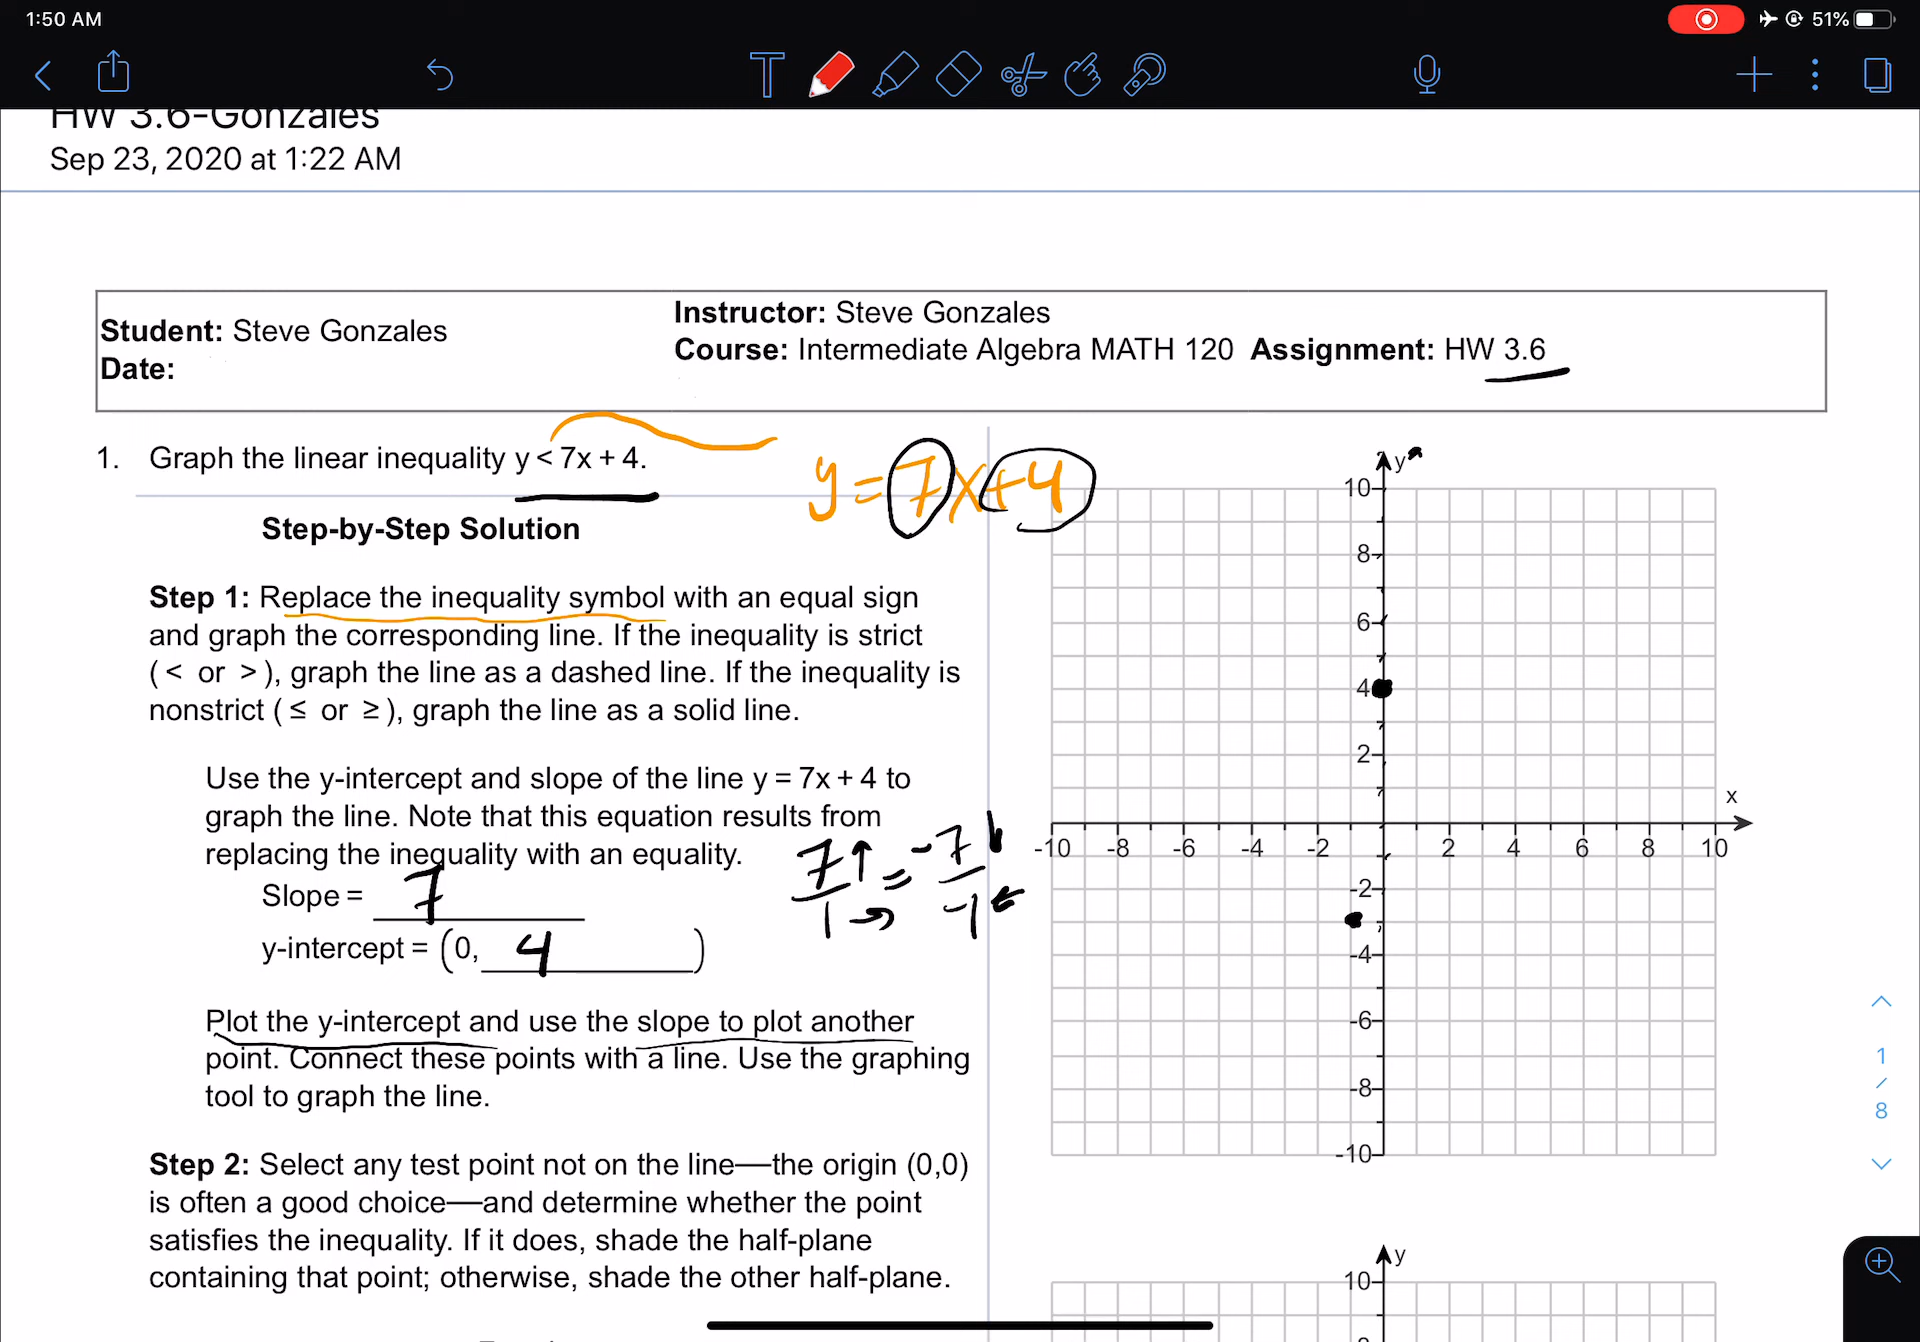 1:50 AM
51%
HW 3.6-Gonzales
Sep 23, 2020 at 1:22 AM
Student: Steve Gonzales
Date:
Instructor: Steve Gonzales
Course: Intermediate Algebra MATH 120 Assignment: HW 3.6
1. Graph the linear inequality y < 7x + 4.
y = 7x + 4
Step-by-Step Solution
Step 1: Replace the inequality symbol with an equal sign
and graph the corresponding line. If the inequality is strict
( < or > ), graph the line as a dashed line. If the inequality is
nonstrict ( ≤ or ≥ ), graph the line as a solid line.
Use the y-intercept and slope of the line y = 7x + 4 to
graph the line. Note that this equation results from
replacing the inequality with an equality.
Slope = 7
7/1 = -7/-1
y-intercept = (0, 4)
Plot the y-intercept and use the slope to plot another
point. Connect these points with a line. Use the graphing
tool to graph the line.
Step 2: Select any test point not on the line—the origin (0,0)
is often a good choice—and determine whether the point
satisfies the inequality. If it does, shade the half-plane
containing that point; otherwise, shade the other half-plane.
y
10
8
6
4
2
x
-10 -8 -6 -4 -2 2 4 6 8 10
-2
-4
-6
-8
-10
y
10
1
/
8